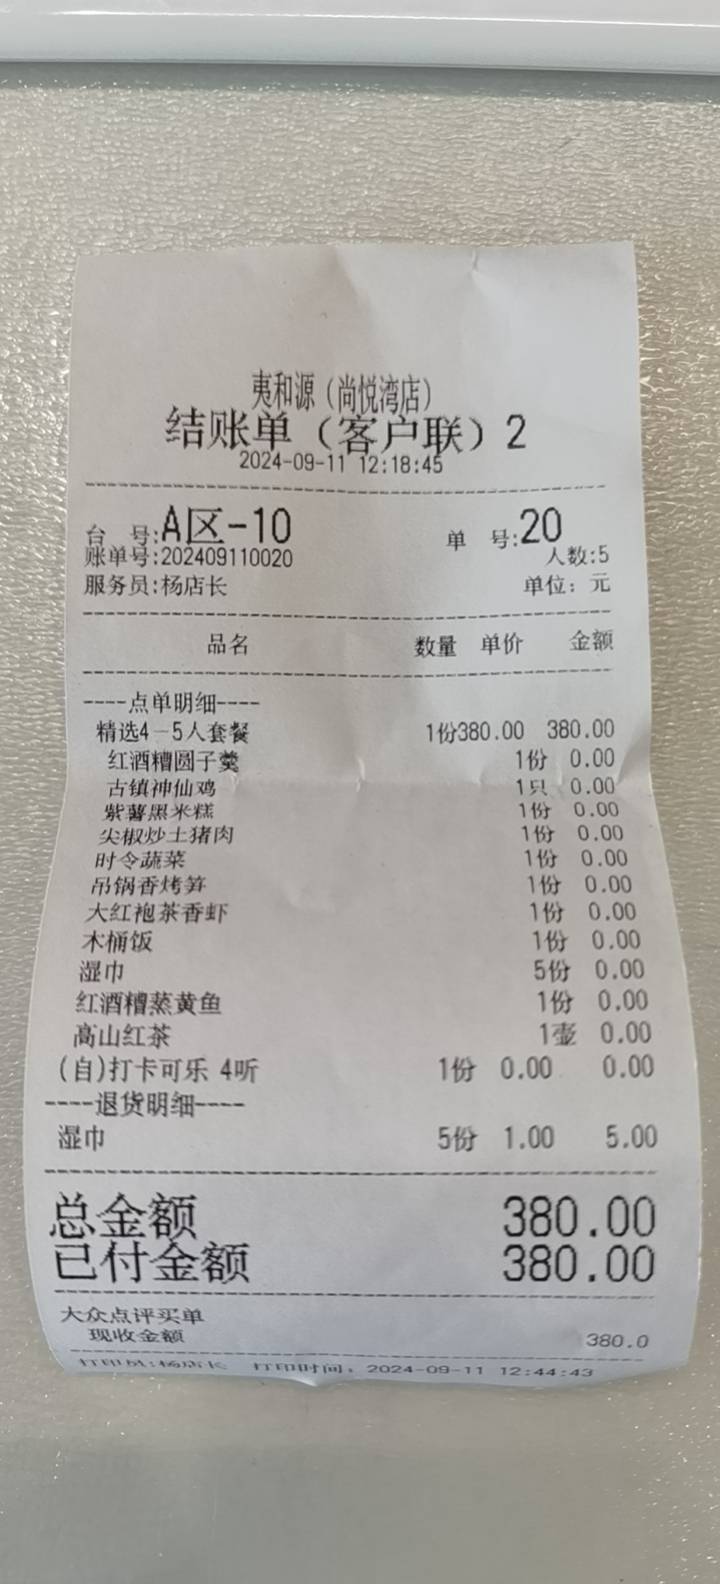 夷和源（尚悦湾店）
结账单（客户联）2
2024-09-11 12:18:45
台 号:A区-10 单 号:20
账单号:202409110020 人数:5
服务员:杨店长 单位：元
品名 数量 单价 金额
----点单明细----
精选4-5人套餐 1份380.00 380.00
红酒糟圆子羹 1份 0.00
古镇神仙鸡 1只 0.00
紫薯黑米糕 1份 0.00
尖椒炒土猪肉 1份 0.00
时令蔬菜 1份 0.00
吊锅香烤笋 1份 0.00
大红袍茶香虾 1份 0.00
木桶饭 1份 0.00
湿巾 5份 0.00
红酒糟蒸黄鱼 1份 0.00
高山红茶 1壶 0.00
(自)打卡可乐 4听 1份 0.00 0.00
----退货明细----
湿巾 5份 1.00 5.00
总金额 380.00
已付金额 380.00
大众点评买单
现收金额 380.0
打印员:杨店长 打印时间：2024-09-11 12:44:43